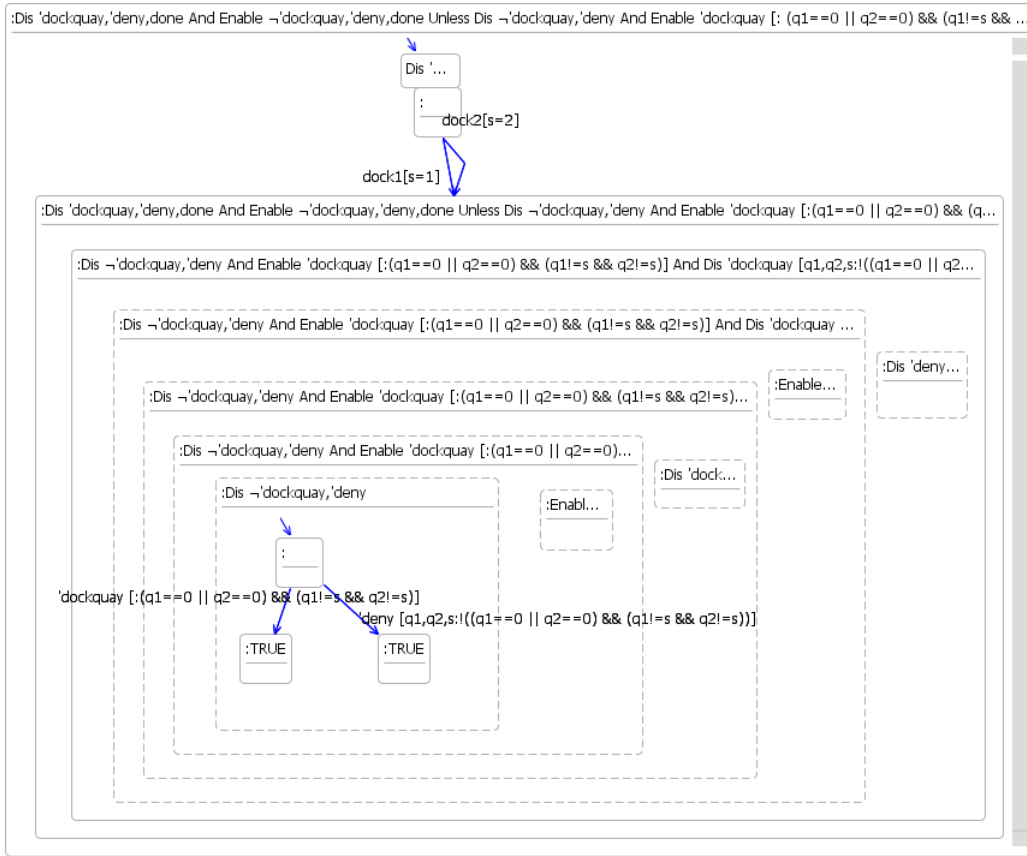 :Dis 'dockquay,'deny,done And Enable ¬'dockquay,'deny,done Unless Dis ¬'dockquay,'deny And Enable 'dockquay [: (q1==0 || q2==0) && (q1!=s && ...
Dis '...
:
dock2[s=2]
dock1[s=1]
:Dis 'dockquay,'deny,done And Enable ¬'dockquay,'deny,done Unless Dis ¬'dockquay,'deny And Enable 'dockquay [:(q1==0 || q2==0) && (q...
:Dis ¬'dockquay,'deny And Enable 'dockquay [:(q1==0 || q2==0) && (q1!=s && q2!=s)] And Dis 'dockquay [q1,q2,s:!((q1==0 || q2...
:Dis ¬'dockquay,'deny And Enable 'dockquay [:(q1==0 || q2==0) && (q1!=s && q2!=s)] And Dis 'dockquay ...
:Dis 'deny...
:Enable...
:Dis ¬'dockquay,'deny And Enable 'dockquay [:(q1==0 || q2==0) && (q1!=s && q2!=s)...
:Dis ¬'dockquay,'deny And Enable 'dockquay [:(q1==0 || q2==0)...
:Dis 'dock...
:Dis ¬'dockquay,'deny
:Enabl...
:
'dockquay [:(q1==0 || q2==0) && (q1!=s && q2!=s)]
'deny [q1,q2,s:!((q1==0 || q2==0) && (q1!=s && q2!=s))]
:TRUE
:TRUE